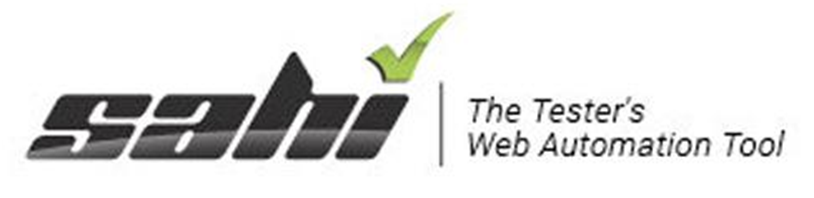 sahi
The Tester's
Web Automation Tool